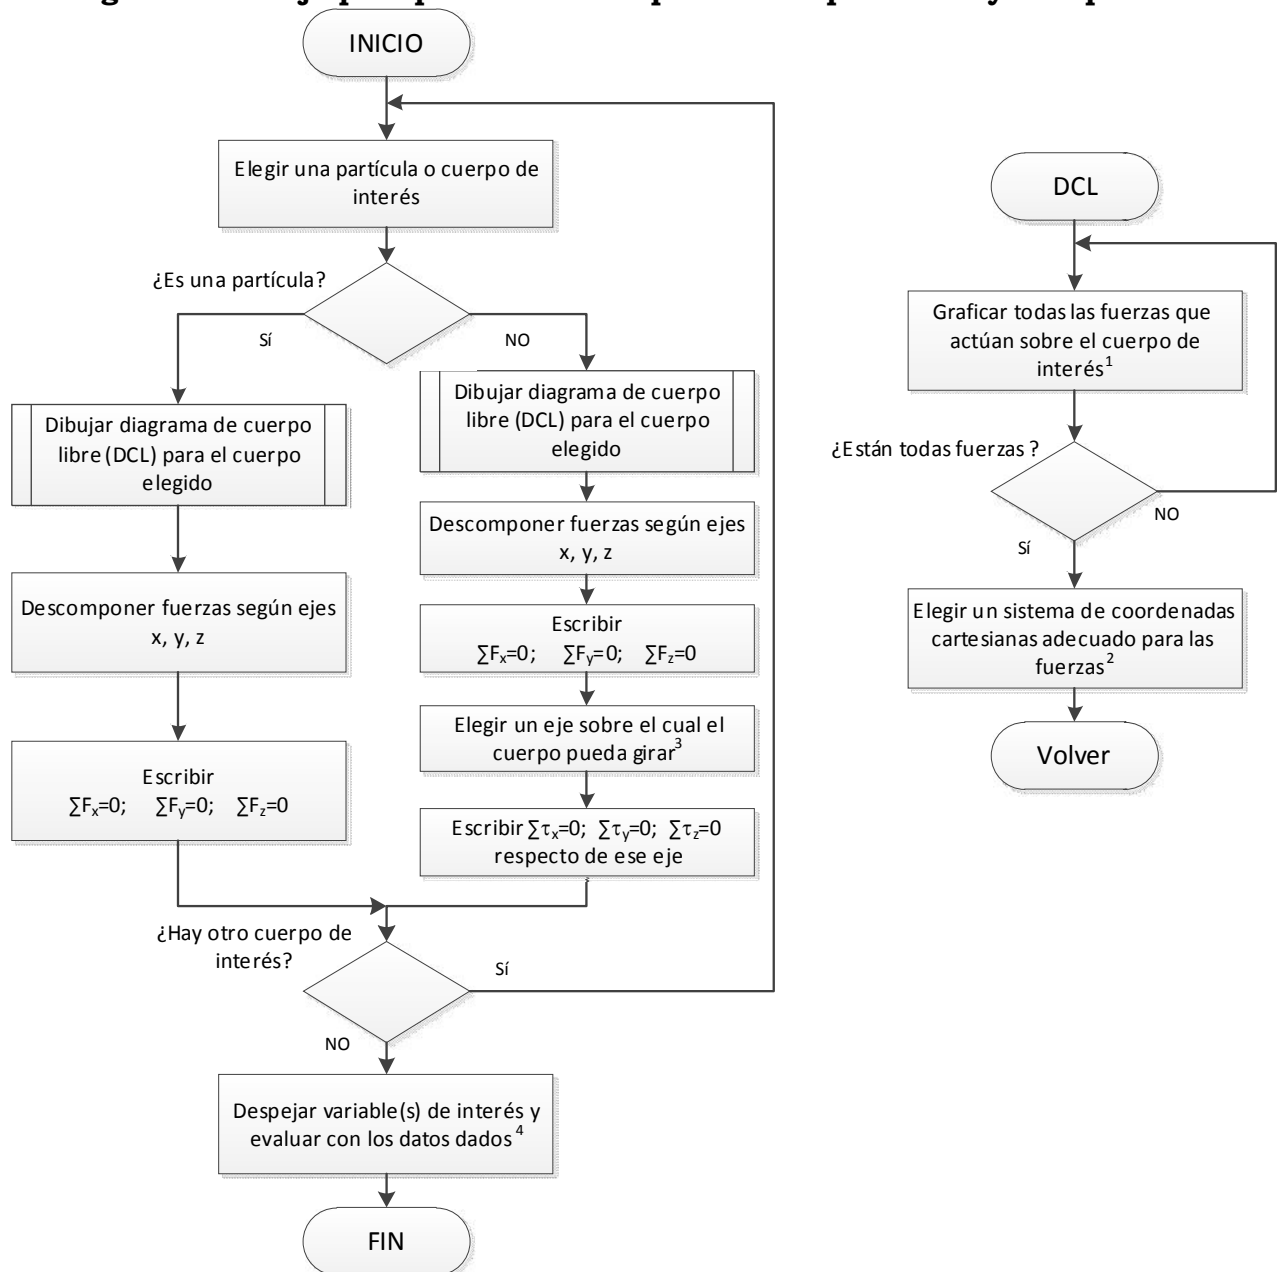 INICIO
Elegir una partícula o cuerpo de
interés
¿Es una partícula?
Sí
NO
Dibujar diagrama de cuerpo
libre (DCL) para el cuerpo
elegido
Descomponer fuerzas según ejes
x, y, z
Escribir
∑Fx=0; ∑Fy=0; ∑Fz=0
Dibujar diagrama de cuerpo
libre (DCL) para el cuerpo
elegido
Descomponer fuerzas según ejes
x, y, z
Escribir
∑Fx=0; ∑Fy=0; ∑Fz=0
Elegir un eje sobre el cual el
cuerpo pueda girar3
Escribir ∑τx=0; ∑τy=0; ∑τz=0
respecto de ese eje
¿Hay otro cuerpo de
interés?
Sí
NO
Despejar variable(s) de interés y
evaluar con los datos dados4
FIN
DCL
Graficar todas las fuerzas que
actúan sobre el cuerpo de
interés1
¿Están todas fuerzas ?
NO
Sí
Elegir un sistema de coordenadas
cartesianas adecuado para las
fuerzas2
Volver